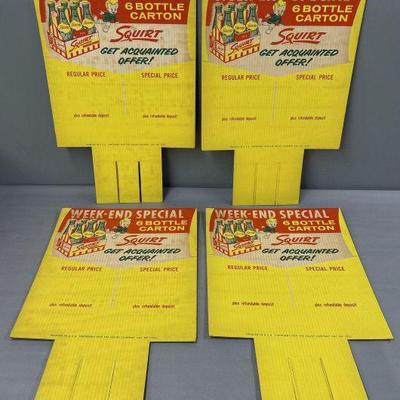 6 BOTTLE
CARTON
SQUIRT
GET ACQUAINTED
OFFER!
REGULAR PRICE SPECIAL PRICE
plus refundable deposit plus refundable deposit
6 BOTTLE
CARTON
SQUIRT
GET ACQUAINTED
OFFER!
REGULAR PRICE SPECIAL PRICE
plus refundable deposit plus refundable deposit
WEEK-END SPECIAL
6 BOTTLE
CARTON
SQUIRT
GET ACQUAINTED
OFFER!
REGULAR PRICE SPECIAL PRICE
plus refundable deposit plus refundable deposit
WEEK-END SPECIAL
6 BOTTLE
CARTON
SQUIRT
GET ACQUAINTED
OFFER!
REGULAR PRICE SPECIAL PRICE
plus refundable deposit plus refundable deposit